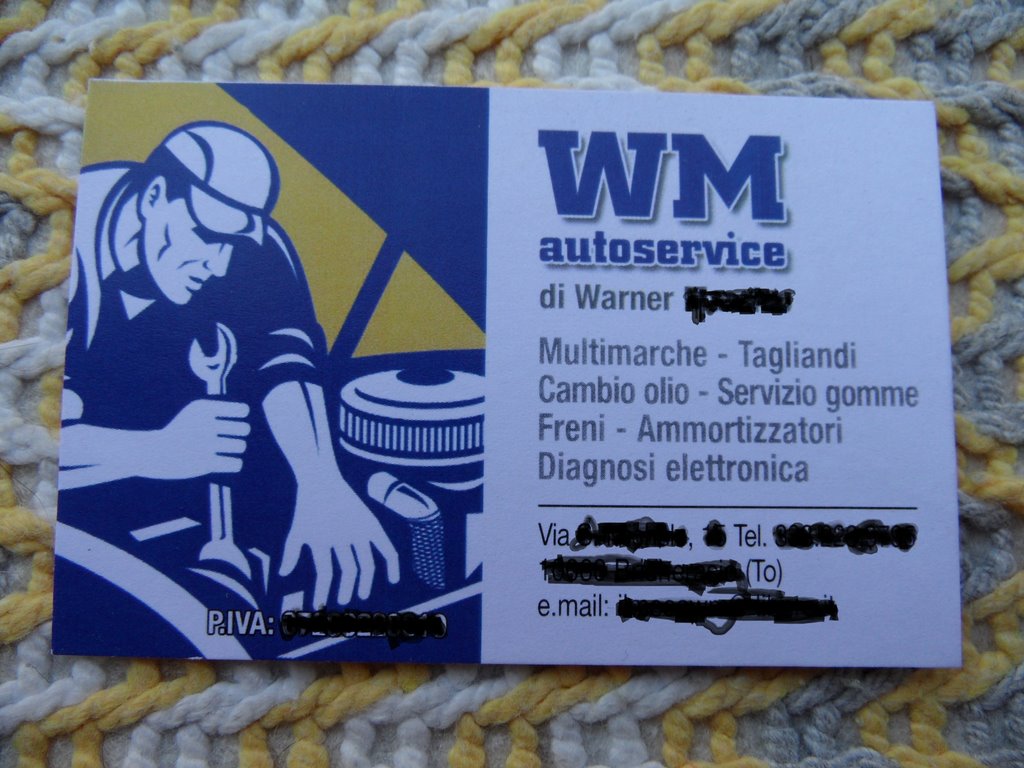 WM
autoservice
di Warner
Multimarche - Tagliandi
Cambio olio - Servizio gomme
Freni - Ammortizzatori
Diagnosi elettronica
Via , Tel.
(To)
e.mail:
P.IVA: